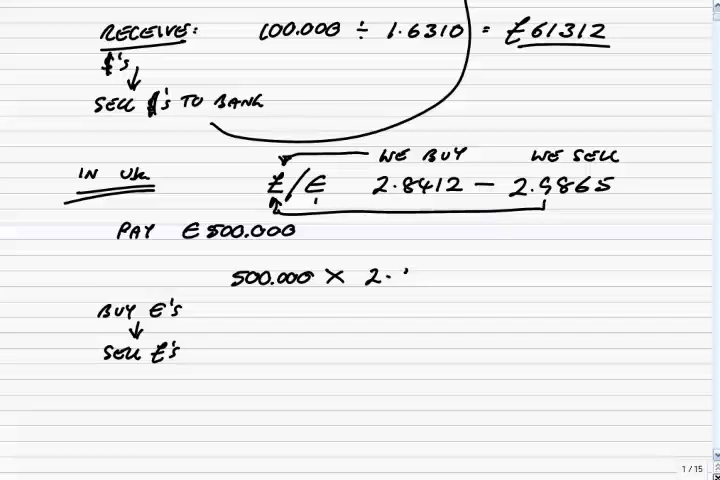 RECEIVE: 100.000 ÷ 1.6310 = £61312
$'s
SELL $'s TO BANK
WE BUY WE SELL
IN UK £/€ 2.8412 - 2.9865
PAY €500.000
500.000 × 2.
BUY €'s
SELL £'s
1/15